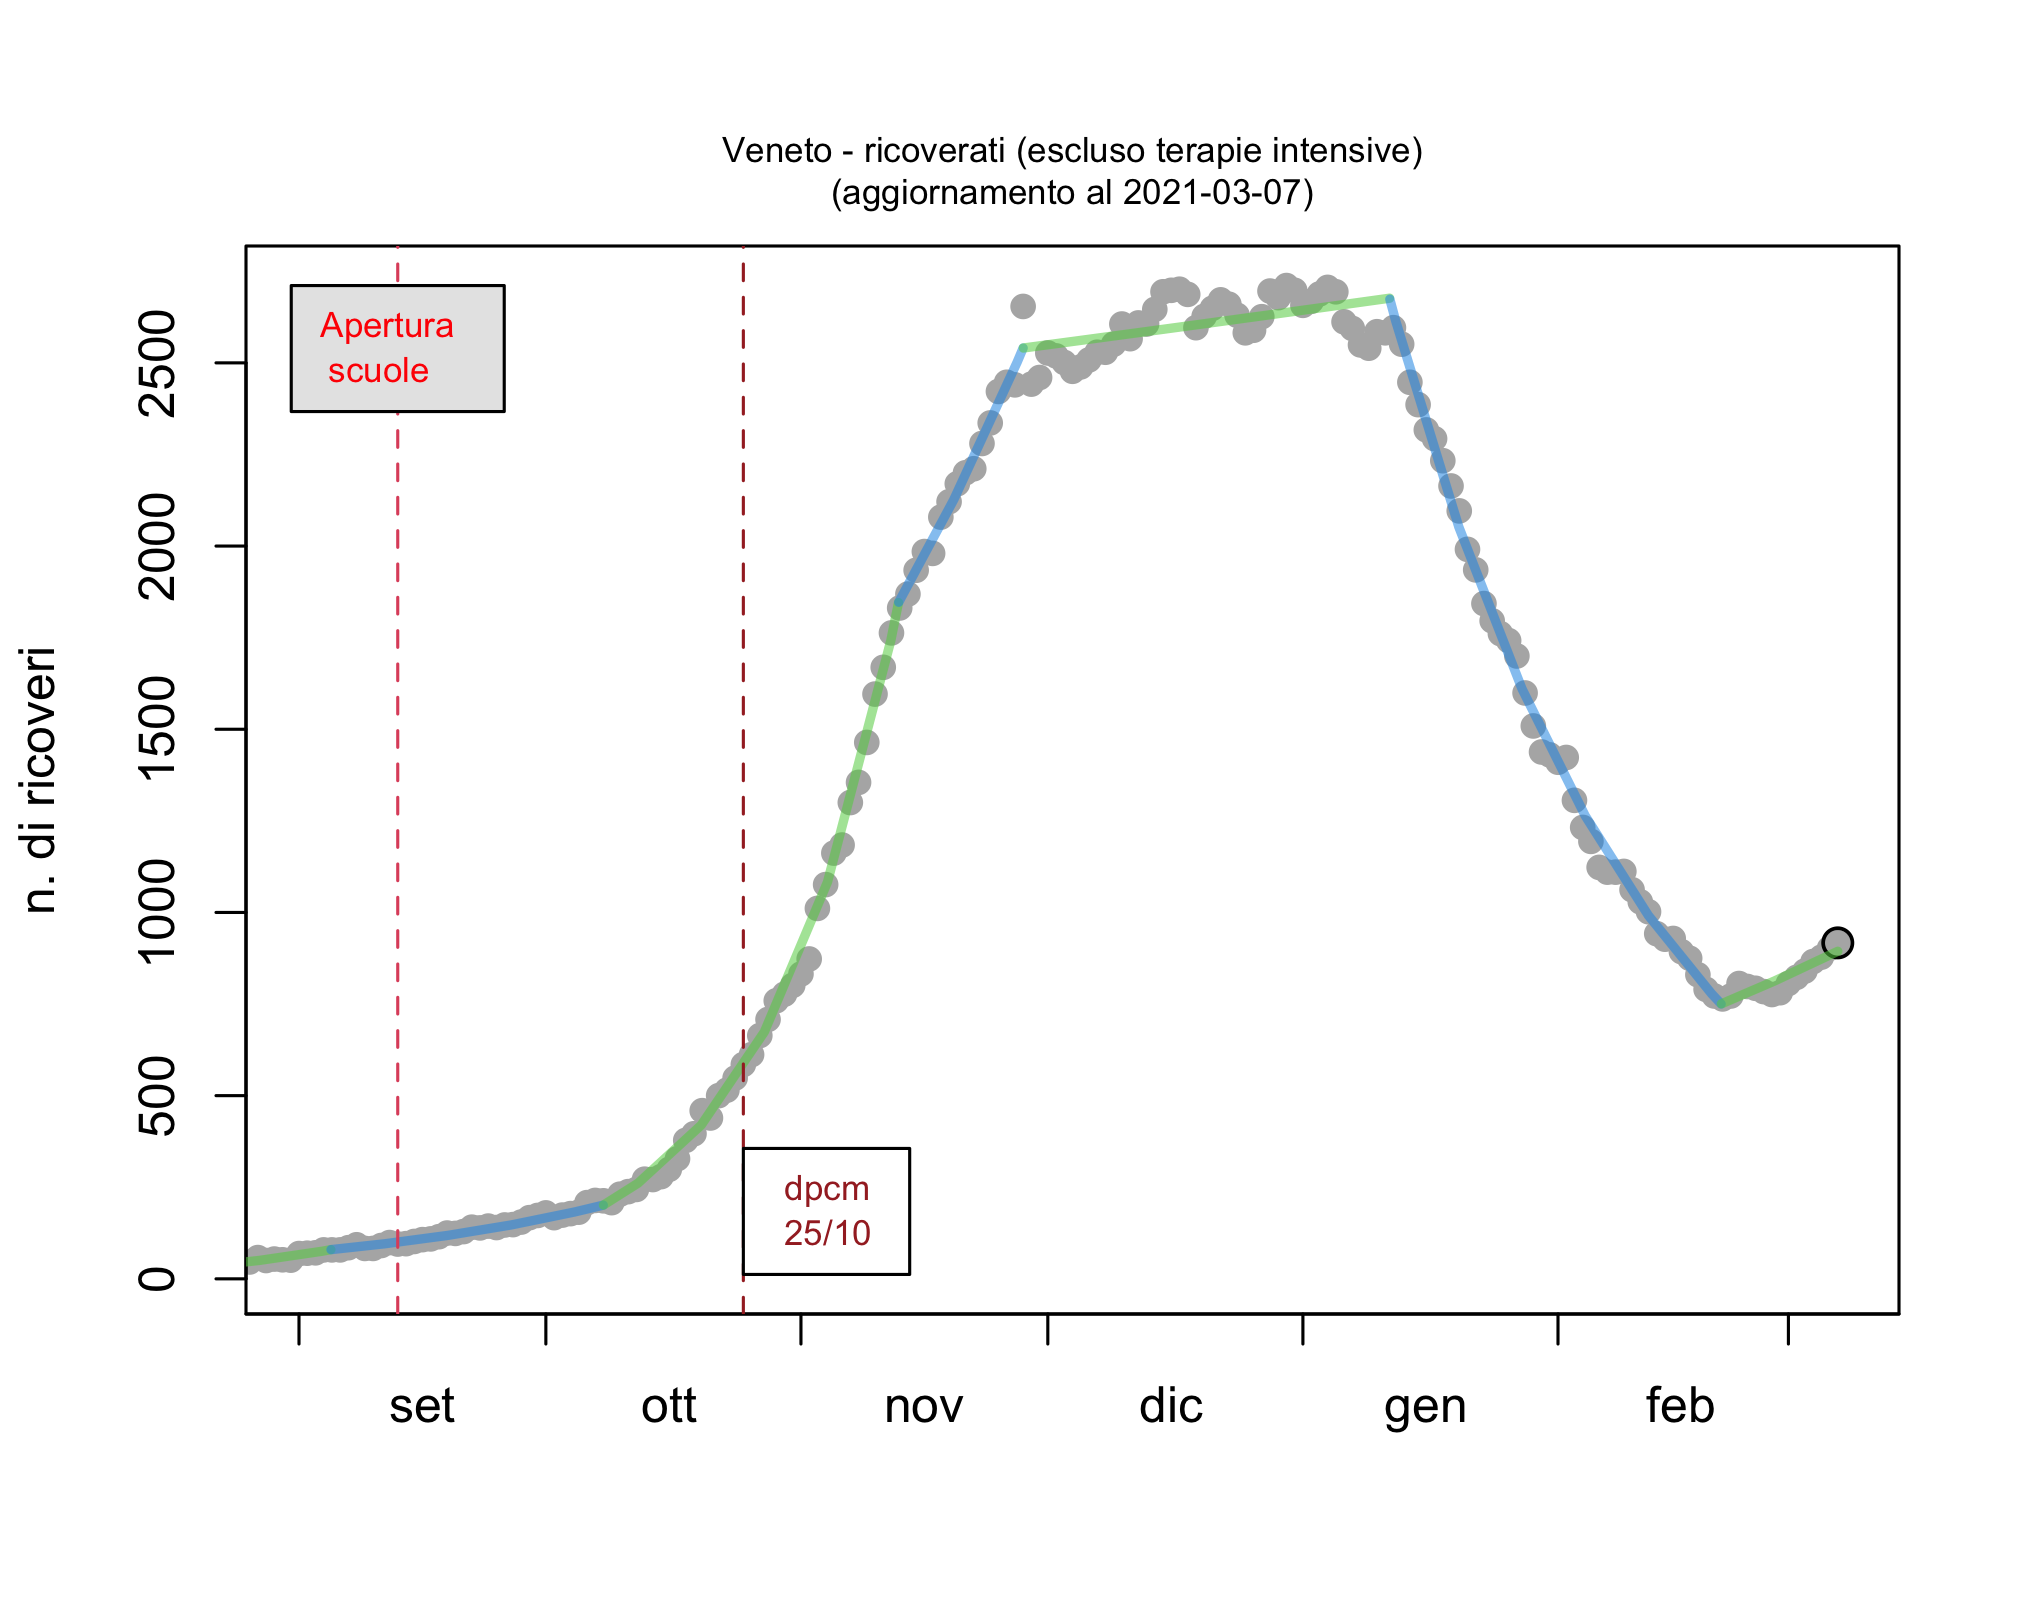 Veneto - ricoverati (escluso terapie intensive)
(aggiornamento al 2021-03-07)
Apertura
scuole
dpcm
25/10
n. di ricoveri
2500
2000
1500
1000
500
0
set ott nov dic gen feb